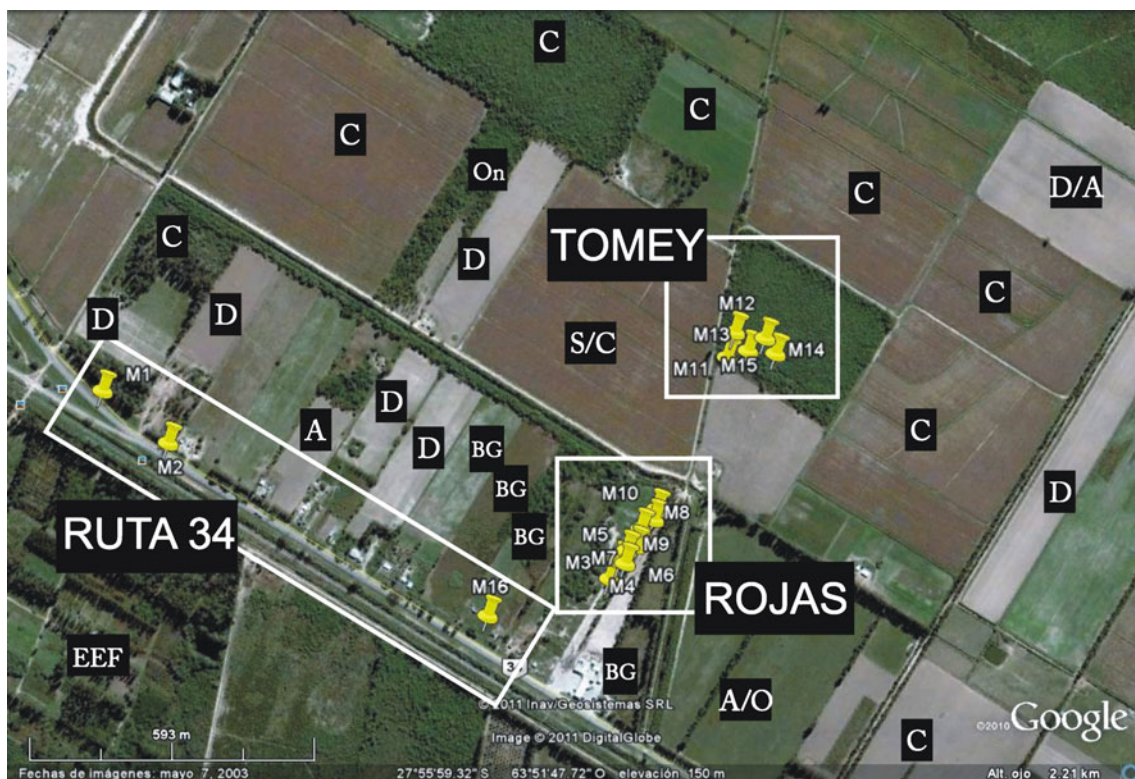 C
C
C
On
C
D/A
C
TOMEY
D
D
D
C
M12
M13
S/C
M14
M1
M11
M15
D
A
C
M2
D
BG
BG
D
M10
M8
RUTA 34
BG
M5
M9
M3
M7
M6
M16
M4
ROJAS
EEF
BG
A/O
© 2011 Inav/Geosistemas SRL
C
©2010 Google
593 m
Image © 2011 DigitalGlobe
Fechas de imágenes: mayo 7, 2003
27°55'59.32" S 63°51'47.72" O elevación 150 m
Alt. ojo 2.21 km